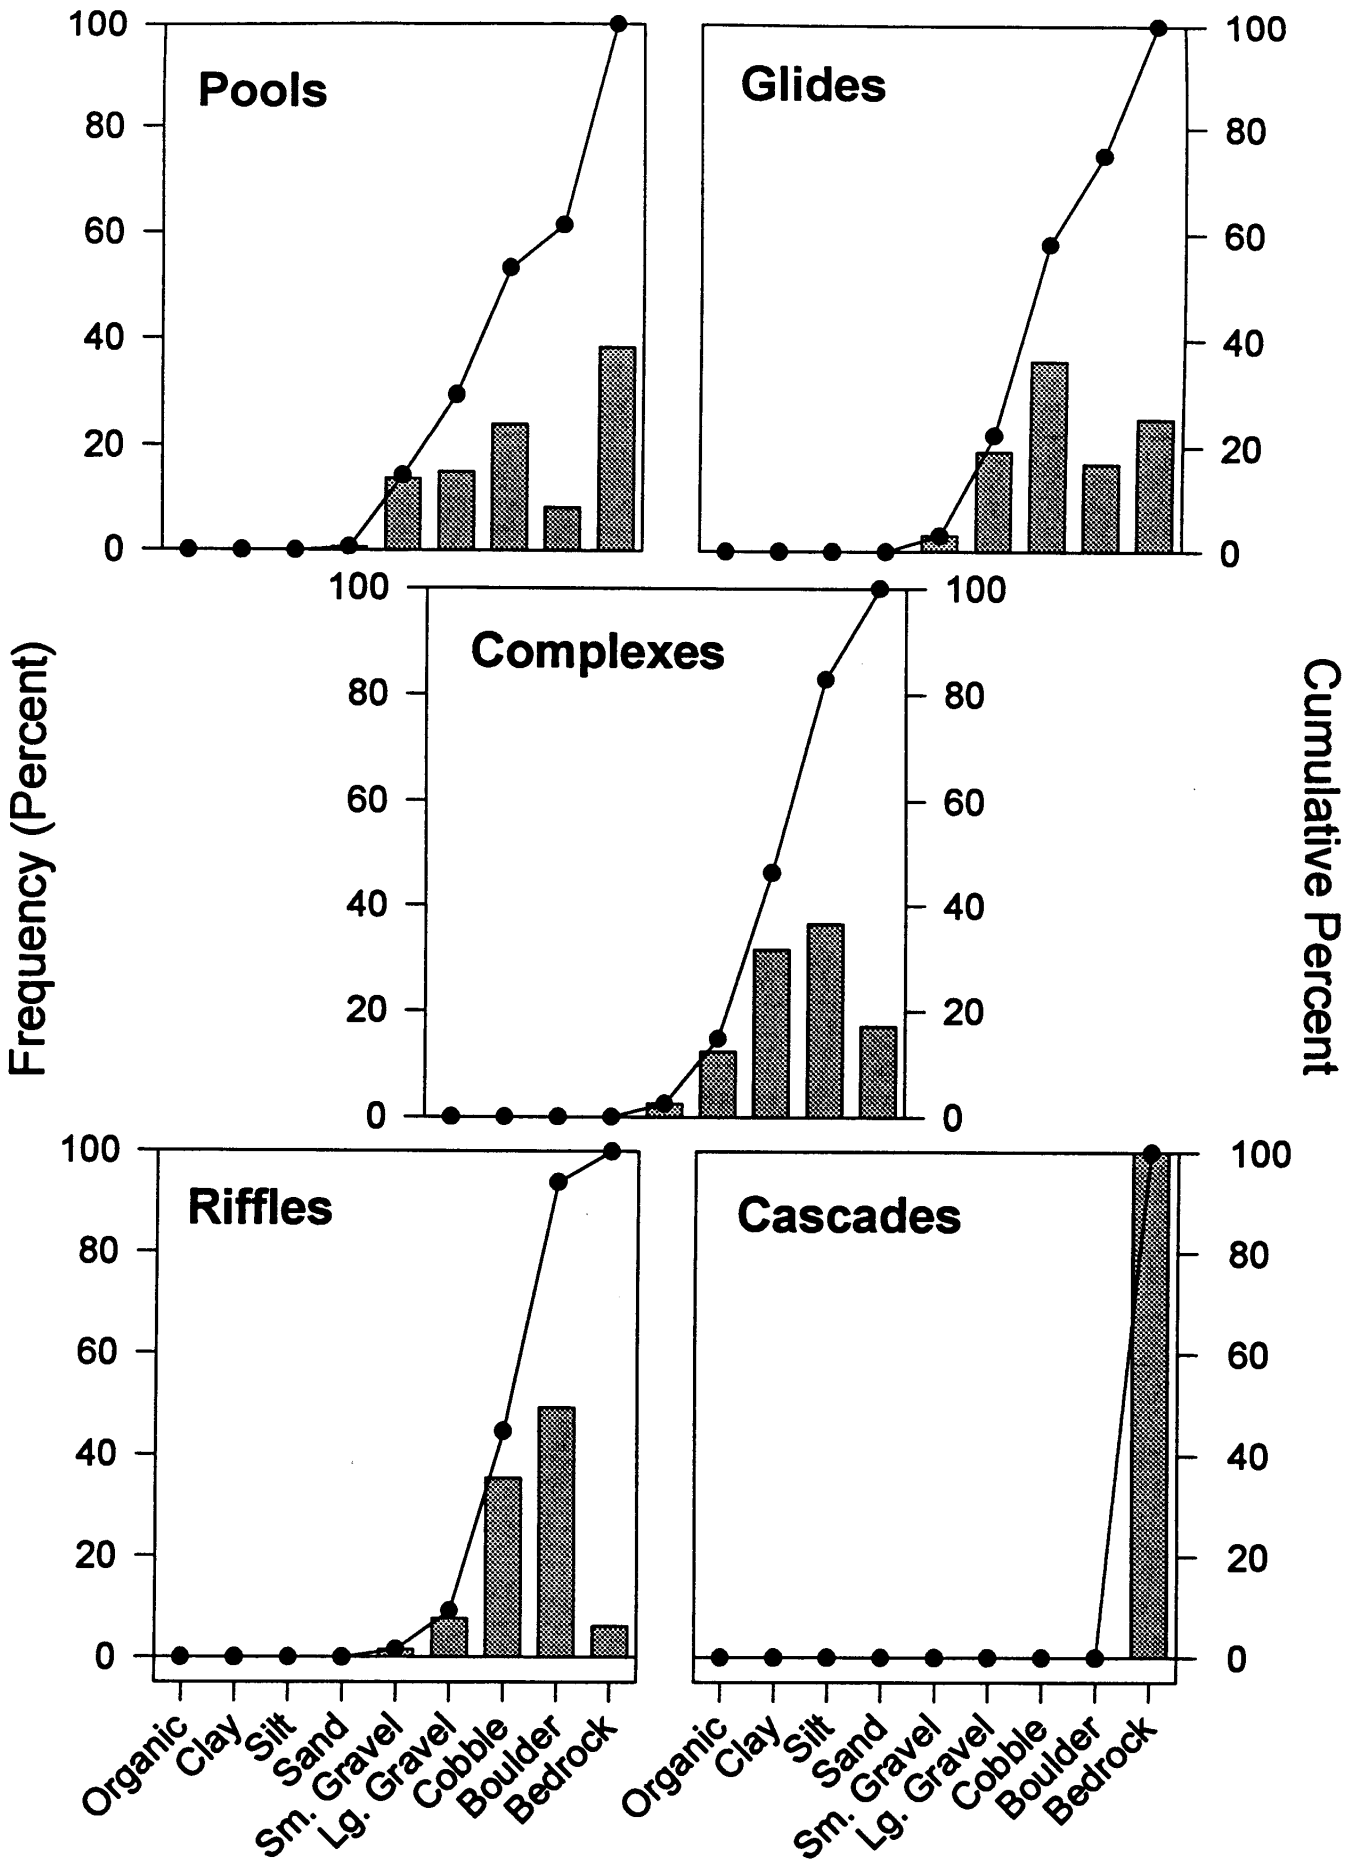 Pools
100
80
60
40
20
0
Glides
100
80
60
40
20
0
Frequency (Percent)
Complexes
100
80
60
40
20
0
100
80
60
40
20
0
Cumulative Percent
Riffles
100
80
60
40
20
0
Organic
Clay
Silt
Sand
Sm. Gravel
Lg. Gravel
Cobble
Boulder
Bedrock
Cascades
100
80
60
40
20
0
Organic
Clay
Silt
Sand
Sm. Gravel
Lg. Gravel
Cobble
Boulder
Bedrock